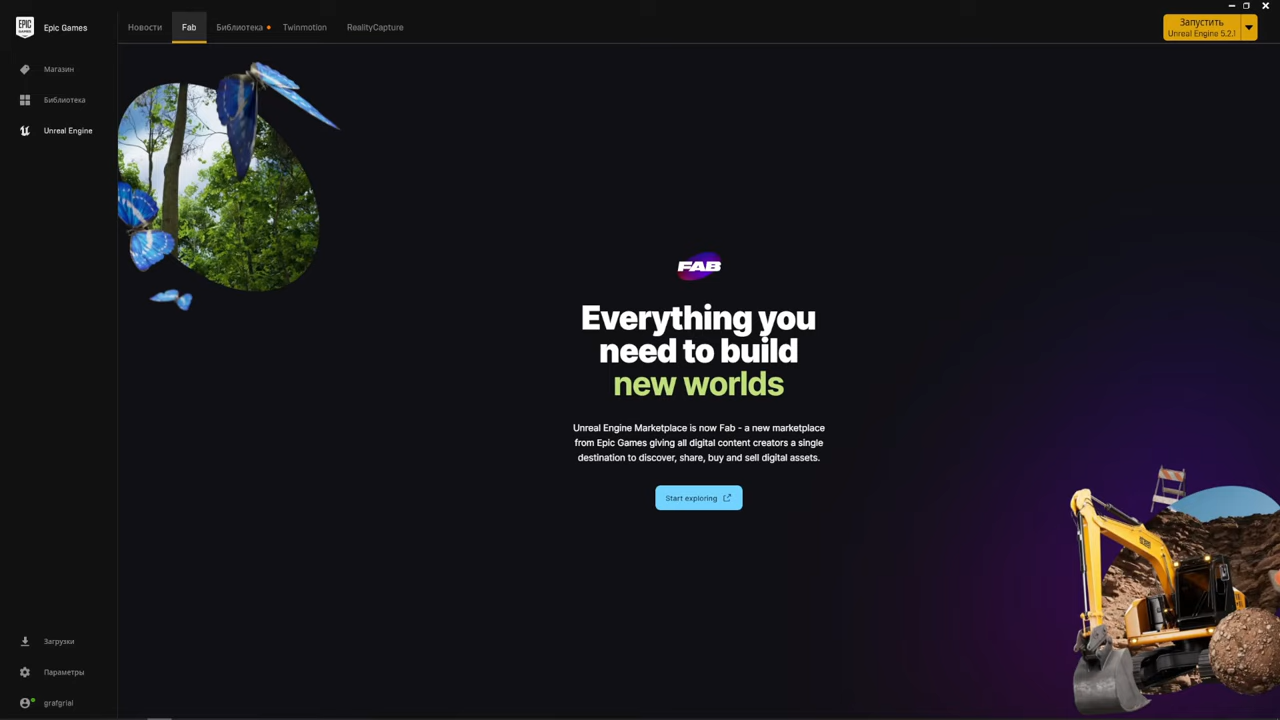 EPIC GAMES
Epic Games
Новости
Fab
Библиотека
Twinmotion
RealityCapture
Запустить
Unreal Engine 5.2.1
Магазин
Библиотека
Unreal Engine
FAB
Everything you
need to build
new worlds
Unreal Engine Marketplace is now Fab - a new marketplace
from Epic Games giving all digital content creators a single
destination to discover, share, buy and sell digital assets.
Start exploring
Загрузки
Параметры
grafgrial